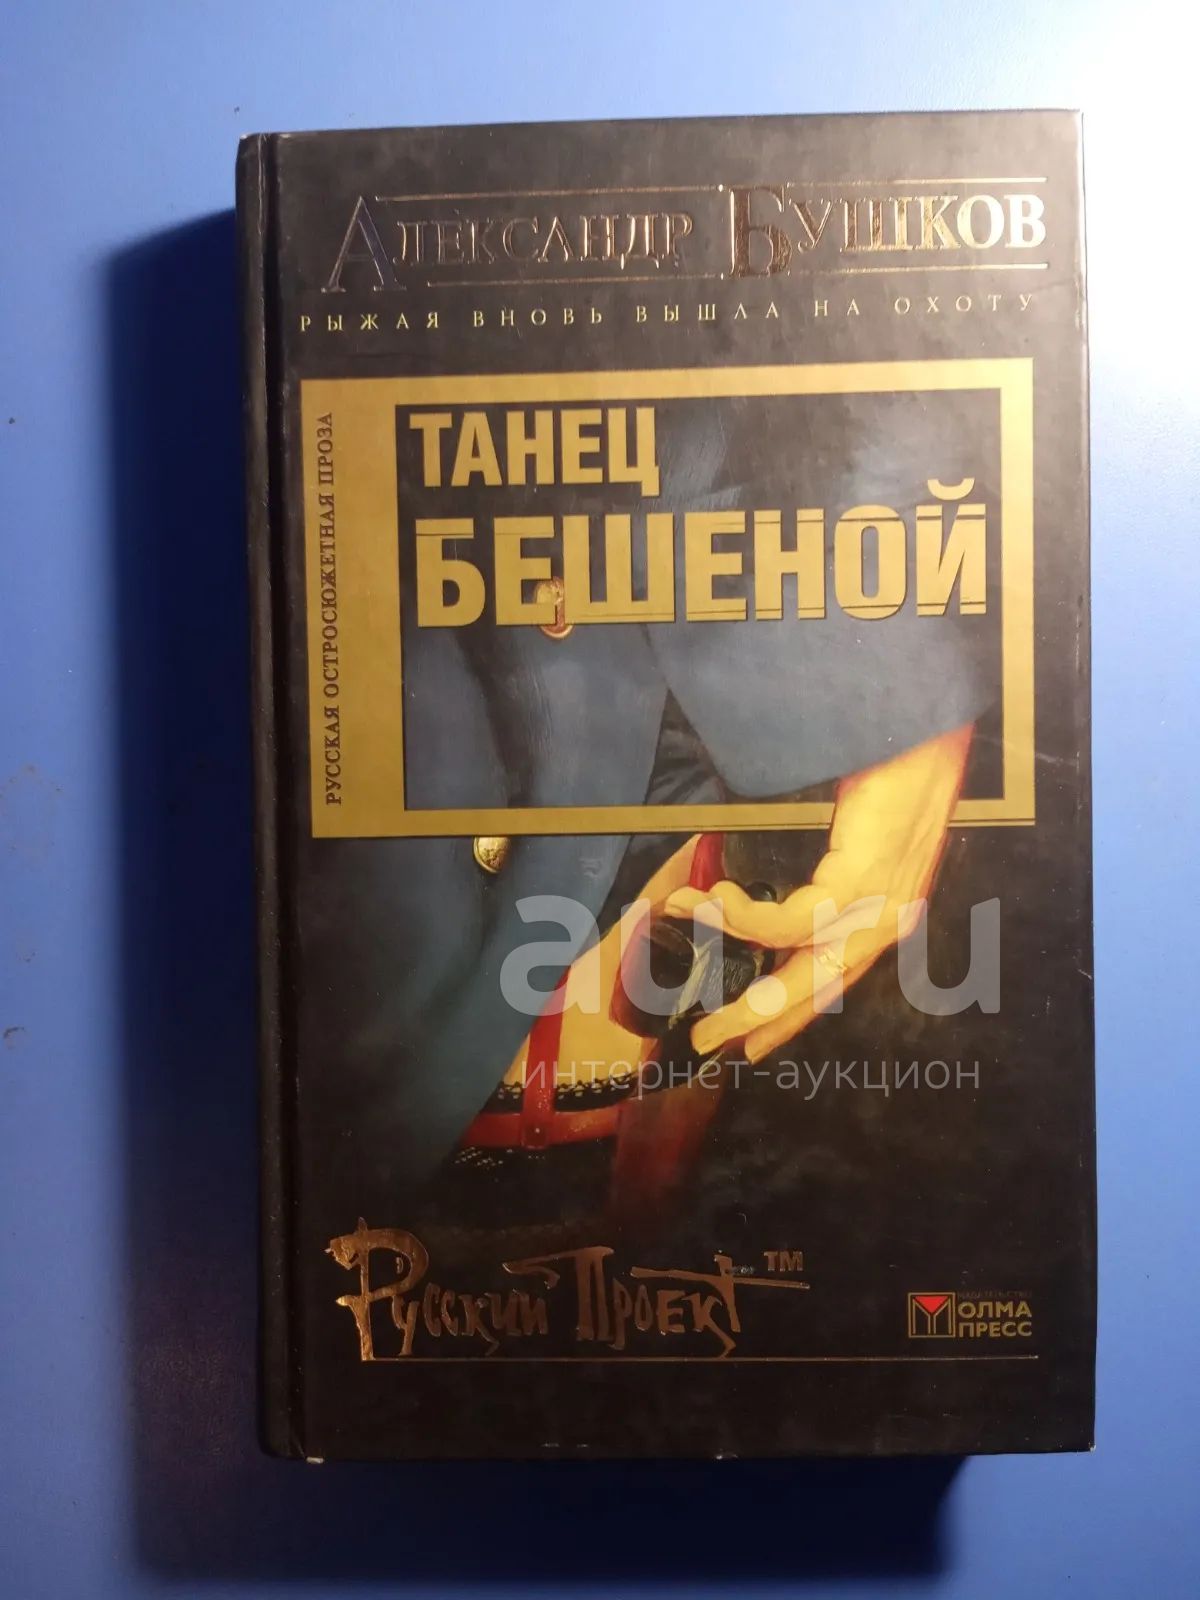 Александр Бушков
РЫЖАЯ ВНОВЬ ВЫШЛА НА ОХОТУ
РУССКАЯ ОСТРОСЮЖЕТНАЯ ПРОЗА
ТАНЕЦ
БЕШЕНОЙ
au.ru
интернет-аукцион
Русский Проект™
ИЗДАТЕЛЬСТВО
ОЛМА
ПРЕСС